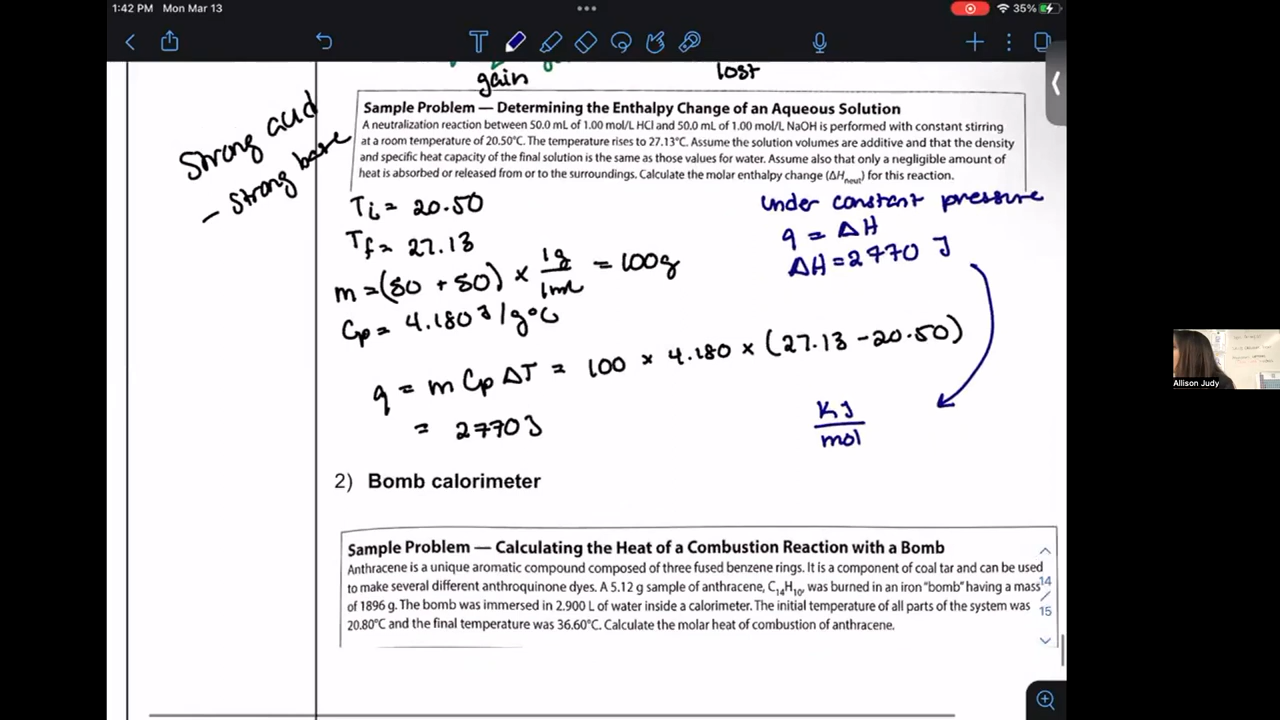 1:42 PM Mon Mar 13
35%
gain
lost
Strong acid
- strong base
Sample Problem — Determining the Enthalpy Change of an Aqueous Solution
A neutralization reaction between 50.0 mL of 1.00 mol/L HCl and 50.0 mL of 1.00 mol/L NaOH is performed with constant stirring
at a room temperature of 20.50°C. The temperature rises to 27.13°C. Assume the solution volumes are additive and that the density
and specific heat capacity of the final solution is the same as those values for water. Assume also that only a negligible amount of
heat is absorbed or released from or to the surroundings. Calculate the molar enthalpy change (ΔHneut) for this reaction.
Ti = 20.50
Tf = 27.13
m = (50 + 50) × 1g/1mL = 100g
Cp = 4.180 J/g°C
q = m Cp ΔT = 100 × 4.180 × (27.13 - 20.50)
= 2770 J
under constant pressure
q = ΔH
ΔH = 2770 J
KJ
mol
2) Bomb calorimeter
Sample Problem — Calculating the Heat of a Combustion Reaction with a Bomb
Anthracene is a unique aromatic compound composed of three fused benzene rings. It is a component of coal tar and can be used
to make several different anthroquinone dyes. A 5.12 g sample of anthracene, C14H10, was burned in an iron "bomb" having a mass
of 1896 g. The bomb was immersed in 2.900 L of water inside a calorimeter. The initial temperature of all parts of the system was
20.80°C and the final temperature was 36.60°C. Calculate the molar heat of combustion of anthracene.
14
/
15
Allison Judy